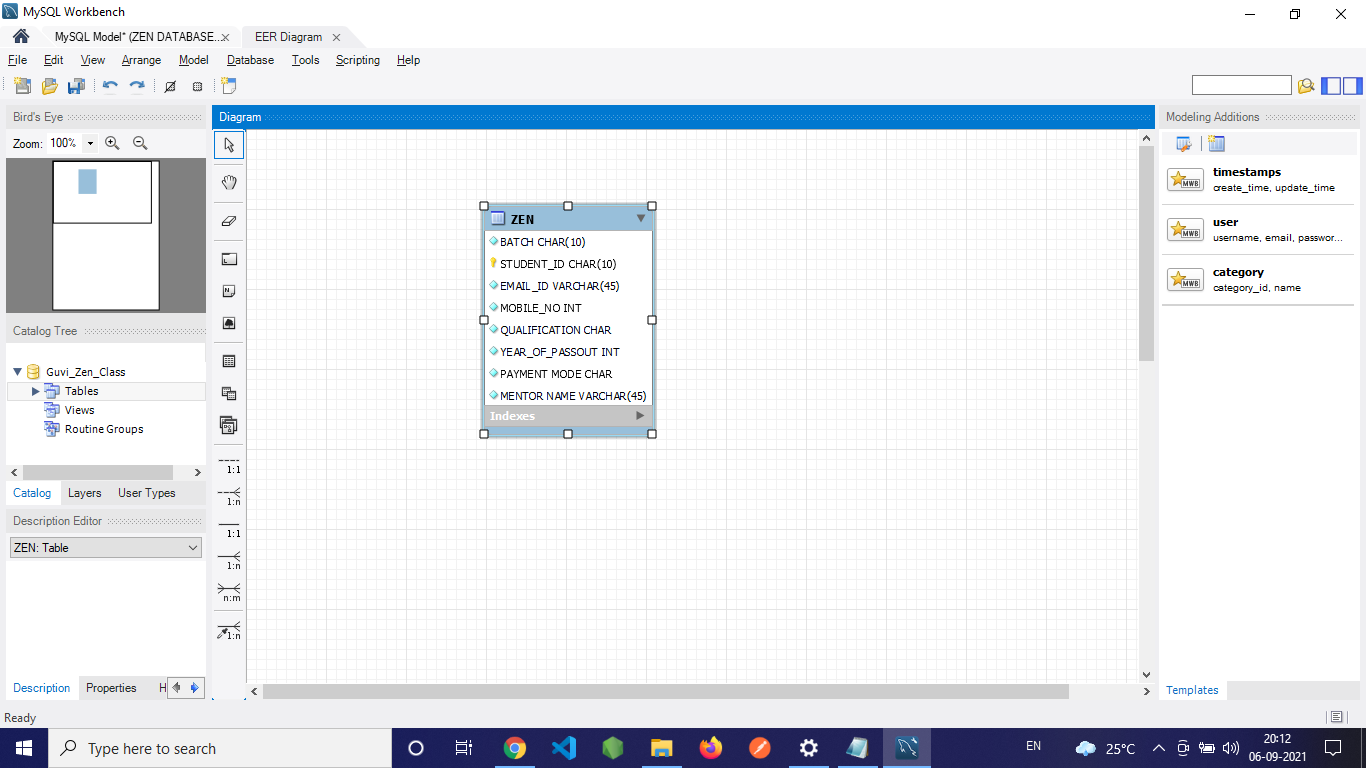 MySQL Workbench
MySQL Model* (ZEN DATABASE...
EER Diagram
File Edit View Arrange Model Database Tools Scripting Help
Bird's Eye
Zoom: 100%
Catalog Tree
Guvi_Zen_Class
Tables
Views
Routine Groups
Catalog Layers User Types
Description Editor
ZEN: Table
Description Properties H
Ready
Diagram
1:1
1:n
1:1
1:n
n:m
1:n
ZEN
BATCH CHAR(10)
STUDENT_ID CHAR(10)
EMAIL_ID VARCHAR(45)
MOBILE_NO INT
QUALIFICATION CHAR
YEAR_OF_PASSOUT INT
PAYMENT MODE CHAR
MENTOR NAME VARCHAR(45)
Indexes
Modeling Additions
MWB
timestamps
create_time, update_time
MWB
user
username, email, passwor...
MWB
category
category_id, name
Templates
Type here to search
EN
25°C
20:12
06-09-2021